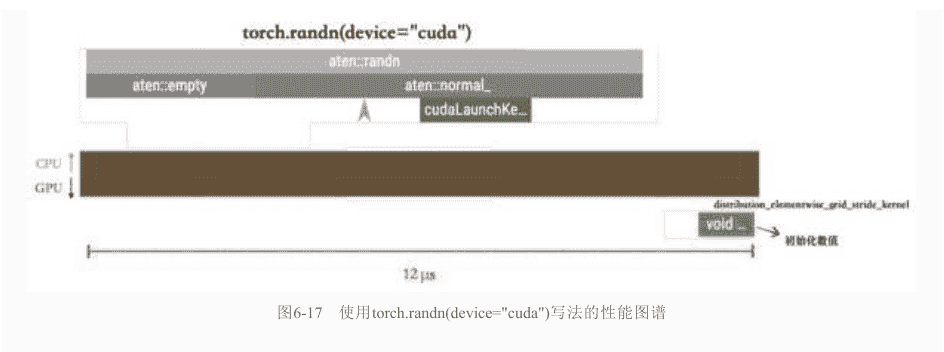 torch.randn(device="cuda")
aten::randn
aten::empty
aten::normal_
cudaLaunchKe...
CPU
GPU
distribution_elementwise_grid_stride_kernel
void ...
初始化数值
12 μs
图6-17 使用torch.randn(device="cuda")写法的性能图谱